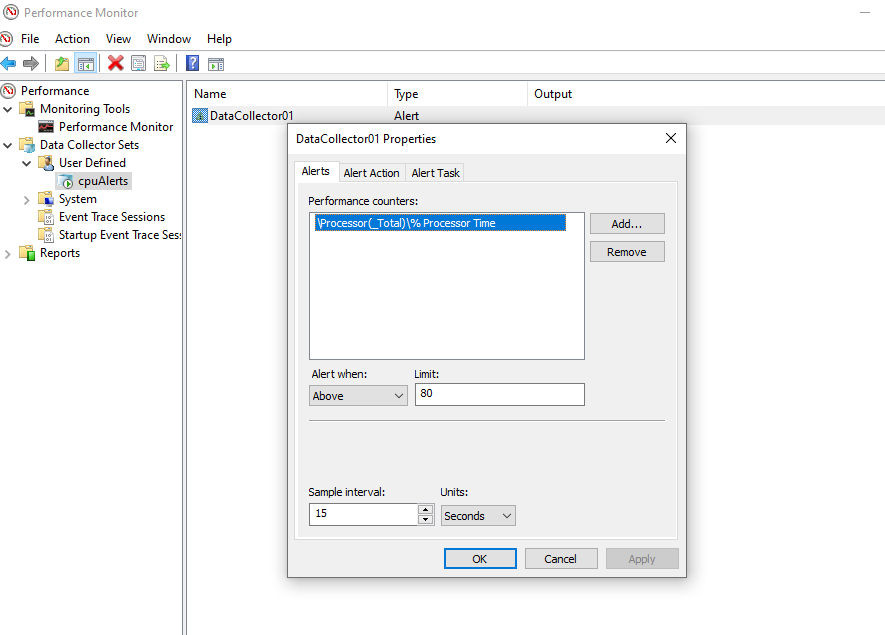 Performance Monitor
File Action View Window Help
Performance
Monitoring Tools
Performance Monitor
Data Collector Sets
User Defined
cpuAlerts
System
Event Trace Sessions
Startup Event Trace Ses
Reports
Name Type Output
DataCollector01 Alert
DataCollector01 Properties
Alerts Alert Action Alert Task
Performance counters:
\Processor(_Total)\% Processor Time
Add...
Remove
Alert when: Limit:
Above 80
Sample interval: Units:
15 Seconds
OK Cancel Apply